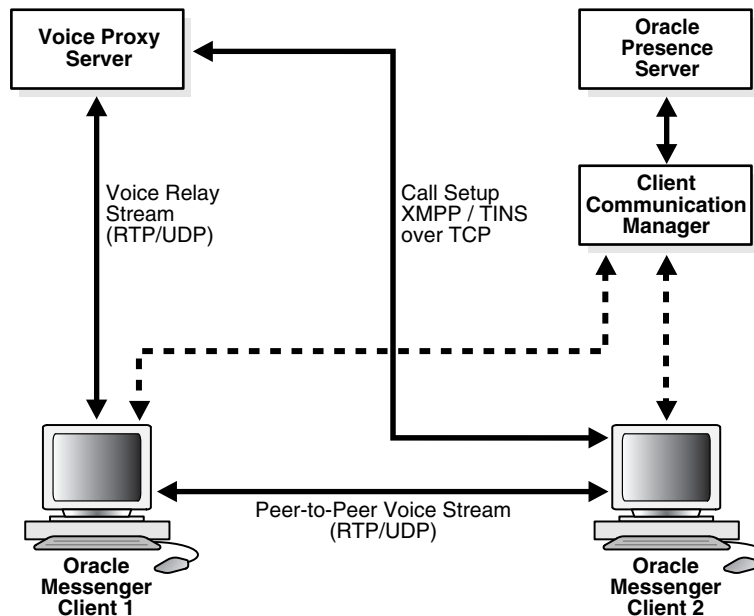 Voice Proxy
Server
Oracle
Presence
Server
Client
Communication
Manager
Voice Relay
Stream
(RTP/UDP)
Call Setup
XMPP / TINS
over TCP
Peer-to-Peer Voice Stream
(RTP/UDP)
Oracle
Messenger
Client 1
Oracle
Messenger
Client 2